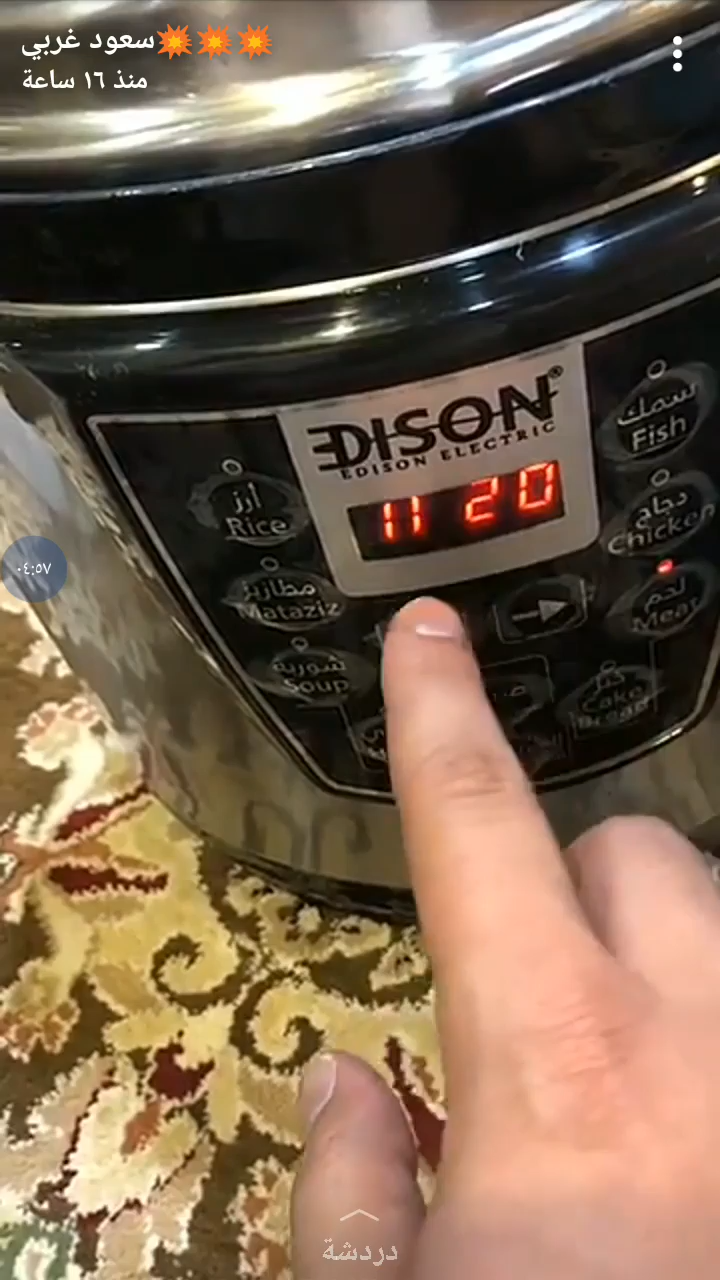 سعود غربي💥💥💥
منذ ١٦ ساعة
EDISON®
EDISON ELECTRIC
11 20
أرز
Rice
مطازيز
Mataziz
شوربة
Soup
سمك
Fish
دجاج
Chicken
لحم
Meat
Cake
Bread
٠٤:٥٧
دردشة